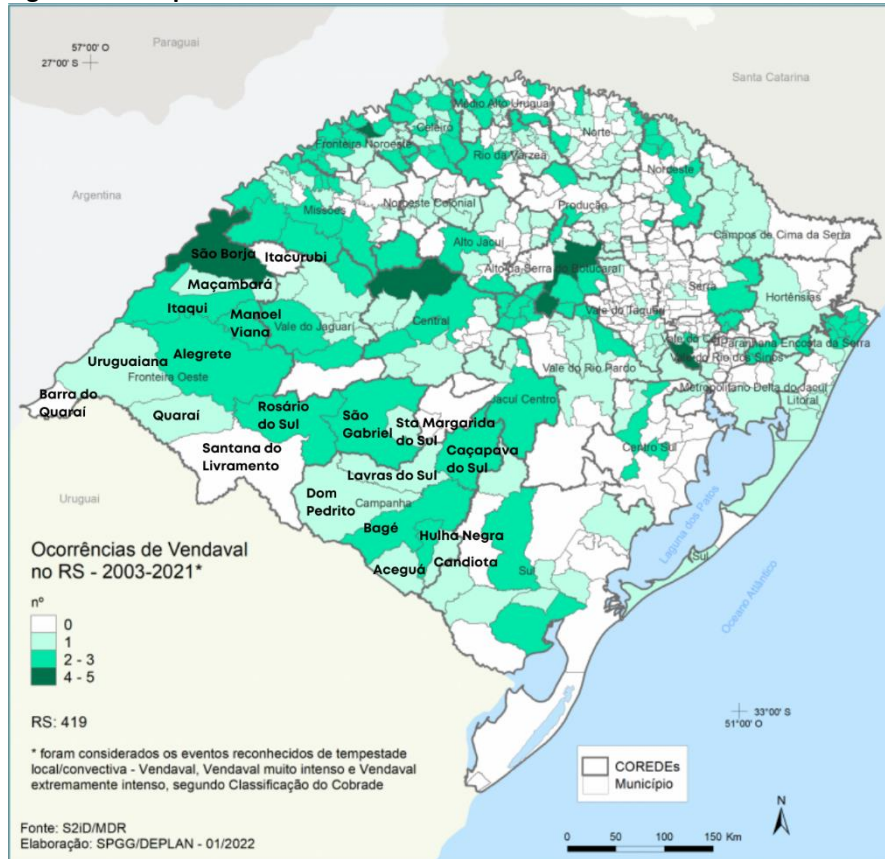 Paraguai
57°00' O
27°00' S
Santa Catarina
Médio Alto Uruguai
Celeiro
Norte
Fronteira Noroeste
Rio da Várzea
Nordeste
Argentina
Missões
Noroeste Colonial
Produção
Campos de Cima da Serra
São Borja
Itacurubi
Alto Jacuí
Alto da Serra do Botucaraí
Maçambará
Serra
Hortênsias
Itaqui
Manoel
Viana
Vale do Jaguari
Central
Vale do Taquari
Uruguaiana
Alegrete
Fronteira Oeste
Vale do Rio Pardo
Paranhana Encosta da Serra
Vale do Rio dos Sinos
Metropolitano Delta do Jacuí
Litoral
Barra do
Quaraí
Quaraí
Rosário
do Sul
São
Gabriel
Sta Margarida
do Sul
Jacuí Centro
Caçapava
do Sul
Centro Sul
Santana do
Livramento
Lavras do Sul
Dom
Pedrito
Campanha
Uruguai
Bagé
Hulha Negra
Candiota
Aceguá
Sul
Sul
Laguna dos Patos
Oceano Atlântico
Ocorrências de Vendaval
no RS - 2003-2021*
nº
0
1
2 - 3
4 - 5
RS: 419
* foram considerados os eventos reconhecidos de tempestade
local/convectiva - Vendaval, Vendaval muito intenso e Vendaval
extremamente intenso, segundo Classificação do Cobrade
Fonte: S2iD/MDR
Elaboração: SPGG/DEPLAN - 01/2022
33°00' S
51°00' O
COREDEs
Município
N
0 50 100 150 Km